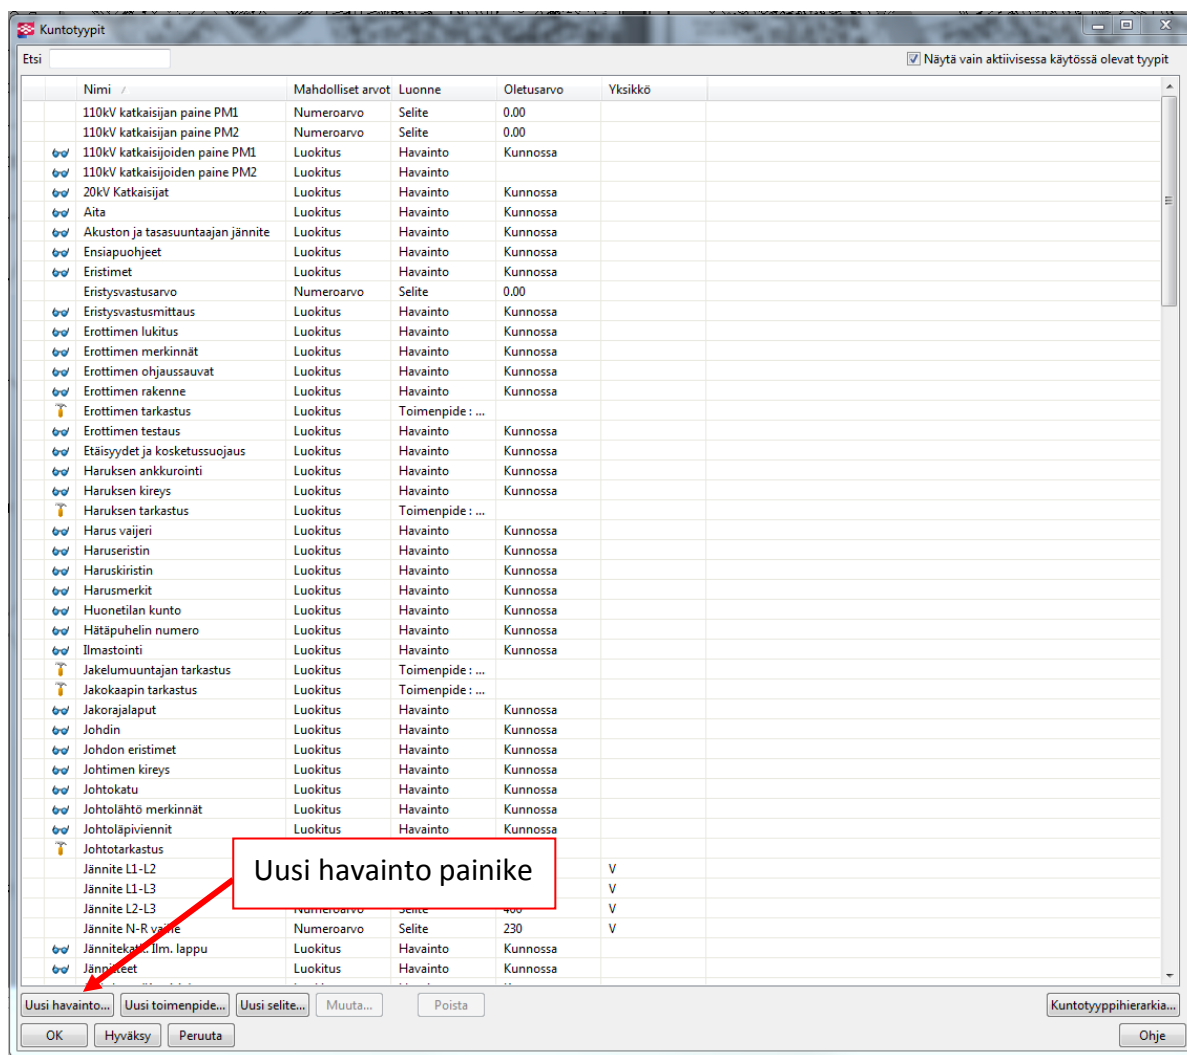 Kuntotyypit
Etsi
Näytä vain aktiivisessa käytössä olevat tyypit
Nimi Mahdolliset arvot Luonne Oletusarvo Yksikkö
110kV katkaisijan paine PM1 Numeroarvo Selite 0.00
110kV katkaisijan paine PM2 Numeroarvo Selite 0.00
110kV katkaisijoiden paine PM1 Luokitus Havainto Kunnossa
110kV katkaisijoiden paine PM2 Luokitus Havainto
20kV Katkaisijat Luokitus Havainto Kunnossa
Aita Luokitus Havainto Kunnossa
Akuston ja tasasuuntaajan jännite Luokitus Havainto Kunnossa
Ensiapuohjeet Luokitus Havainto Kunnossa
Eristimet Luokitus Havainto Kunnossa
Eristysvastusarvo Numeroarvo Selite 0.00
Eristysvastusmittaus Luokitus Havainto Kunnossa
Erottimen lukitus Luokitus Havainto Kunnossa
Erottimen merkinnät Luokitus Havainto Kunnossa
Erottimen ohjaussauvat Luokitus Havainto Kunnossa
Erottimen rakenne Luokitus Havainto Kunnossa
Erottimen tarkastus Luokitus Toimenpide : ...
Erottimen testaus Luokitus Havainto Kunnossa
Etäisyydet ja kosketussuojaus Luokitus Havainto Kunnossa
Haruksen ankkurointi Luokitus Havainto Kunnossa
Haruksen kireys Luokitus Havainto Kunnossa
Haruksen tarkastus Luokitus Toimenpide : ...
Harus vaijeri Luokitus Havainto Kunnossa
Haruseristin Luokitus Havainto Kunnossa
Haruskiristin Luokitus Havainto Kunnossa
Harusmerkit Luokitus Havainto Kunnossa
Huonetilan kunto Luokitus Havainto Kunnossa
Hätäpuhelin numero Luokitus Havainto Kunnossa
Ilmastointi Luokitus Havainto Kunnossa
Jakelumuuntajan tarkastus Luokitus Toimenpide : ...
Jakokaapin tarkastus Luokitus Toimenpide : ...
Jakorajalaput Luokitus Havainto Kunnossa
Johdin Luokitus Havainto Kunnossa
Johdon eristimet Luokitus Havainto Kunnossa
Johtimen kireys Luokitus Havainto Kunnossa
Johtokatu Luokitus Havainto Kunnossa
Johtolähtö merkinnät Luokitus Havainto Kunnossa
Johtoläpiviennit Luokitus Havainto Kunnossa
Johtotarkastus
Uusi havainto painike
Jännite L1-L2 V
Jännite L1-L3 V
Jännite L2-L3 Numeroarvo Selite 400 V
Jännite N-R Numeroarvo Selite 230 V
Ilm. lappu Luokitus Havainto Kunnossa
Jännitteet Luokitus Havainto Kunnossa
Uusi havainto... Uusi toimenpide... Uusi selite... Muuta... Poista Kuntotyyppihierarkia...
OK Hyväksy Peruuta Ohje